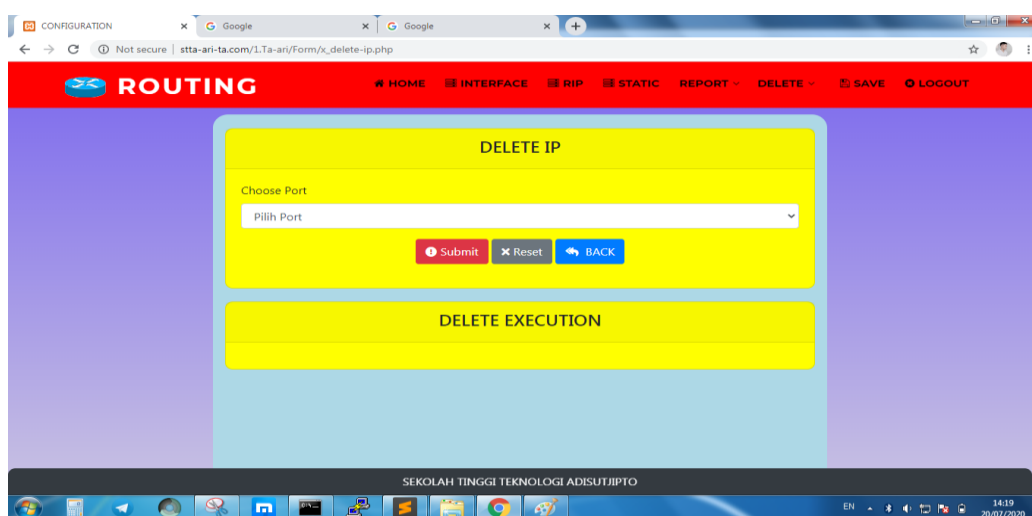 CONFIGURATION
Google
Google
Not secure | stta-ari-ta.com/1.Ta-ari/Form/x_delete-ip.php
ROUTING
HOME
INTERFACE
RIP
STATIC
REPORT
DELETE
SAVE
LOGOUT
DELETE IP
Choose Port
Pilih Port
Submit
Reset
BACK
DELETE EXECUTION
SEKOLAH TINGGI TEKNOLOGI ADISUTJIPTO
EN
14:19
20/07/2020